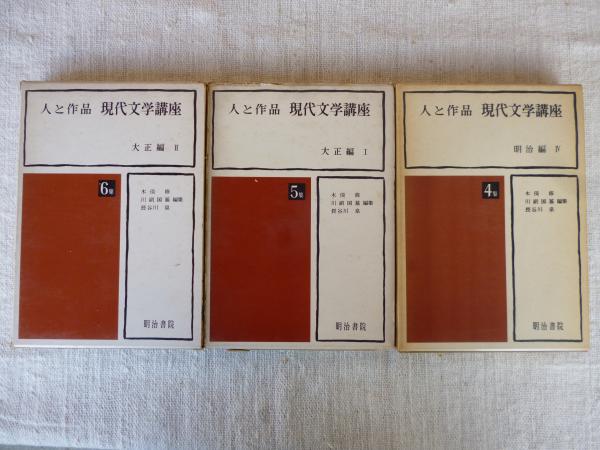 人と作品 現代文学講座
大正編 Ⅱ
6集
木俣 修
川副国基 編集
長谷川 泉
明治書院
人と作品 現代文学講座
大正編 Ⅰ
5集
木俣 修
川副国基 編集
長谷川 泉
明治書院
人と作品 現代文学講座
明治編 Ⅳ
4集
木俣 修
川副国基 編集
長谷川 泉
明治書院